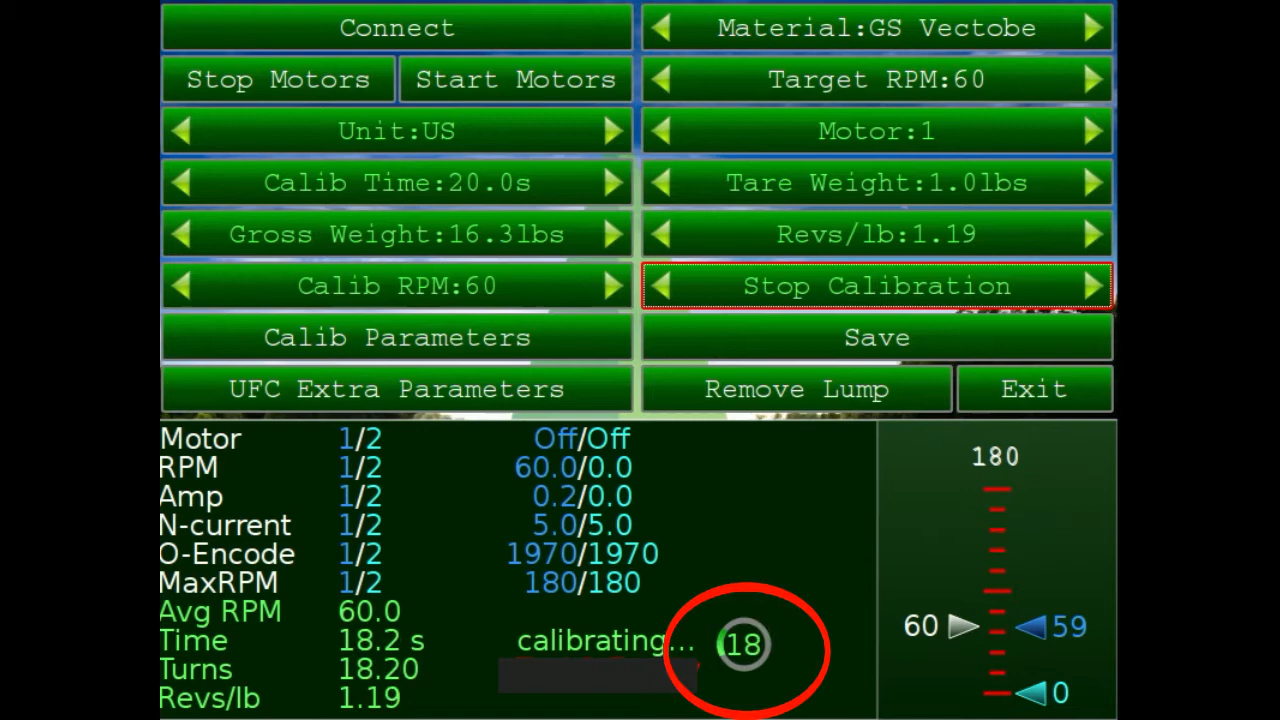 Connect
Material:GS Vectobe
Stop Motors
Start Motors
Target RPM:60
Unit:US
Motor:1
Calib Time:20.0s
Tare Weight:1.0lbs
Gross Weight:16.3lbs
Revs/lb:1.19
Calib RPM:60
Stop Calibration
Calib Parameters
Save
UFC Extra Parameters
Remove Lump
Exit
Motor 1/2 Off/Off
RPM 1/2 60.0/0.0
Amp 1/2 0.2/0.0
N-current 1/2 5.0/5.0
O-Encode 1/2 1970/1970
MaxRPM 1/2 180/180
Avg RPM 60.0
Time 18.2 s calibrating... 18
Turns 18.20
Revs/lb 1.19
180
60 59
0